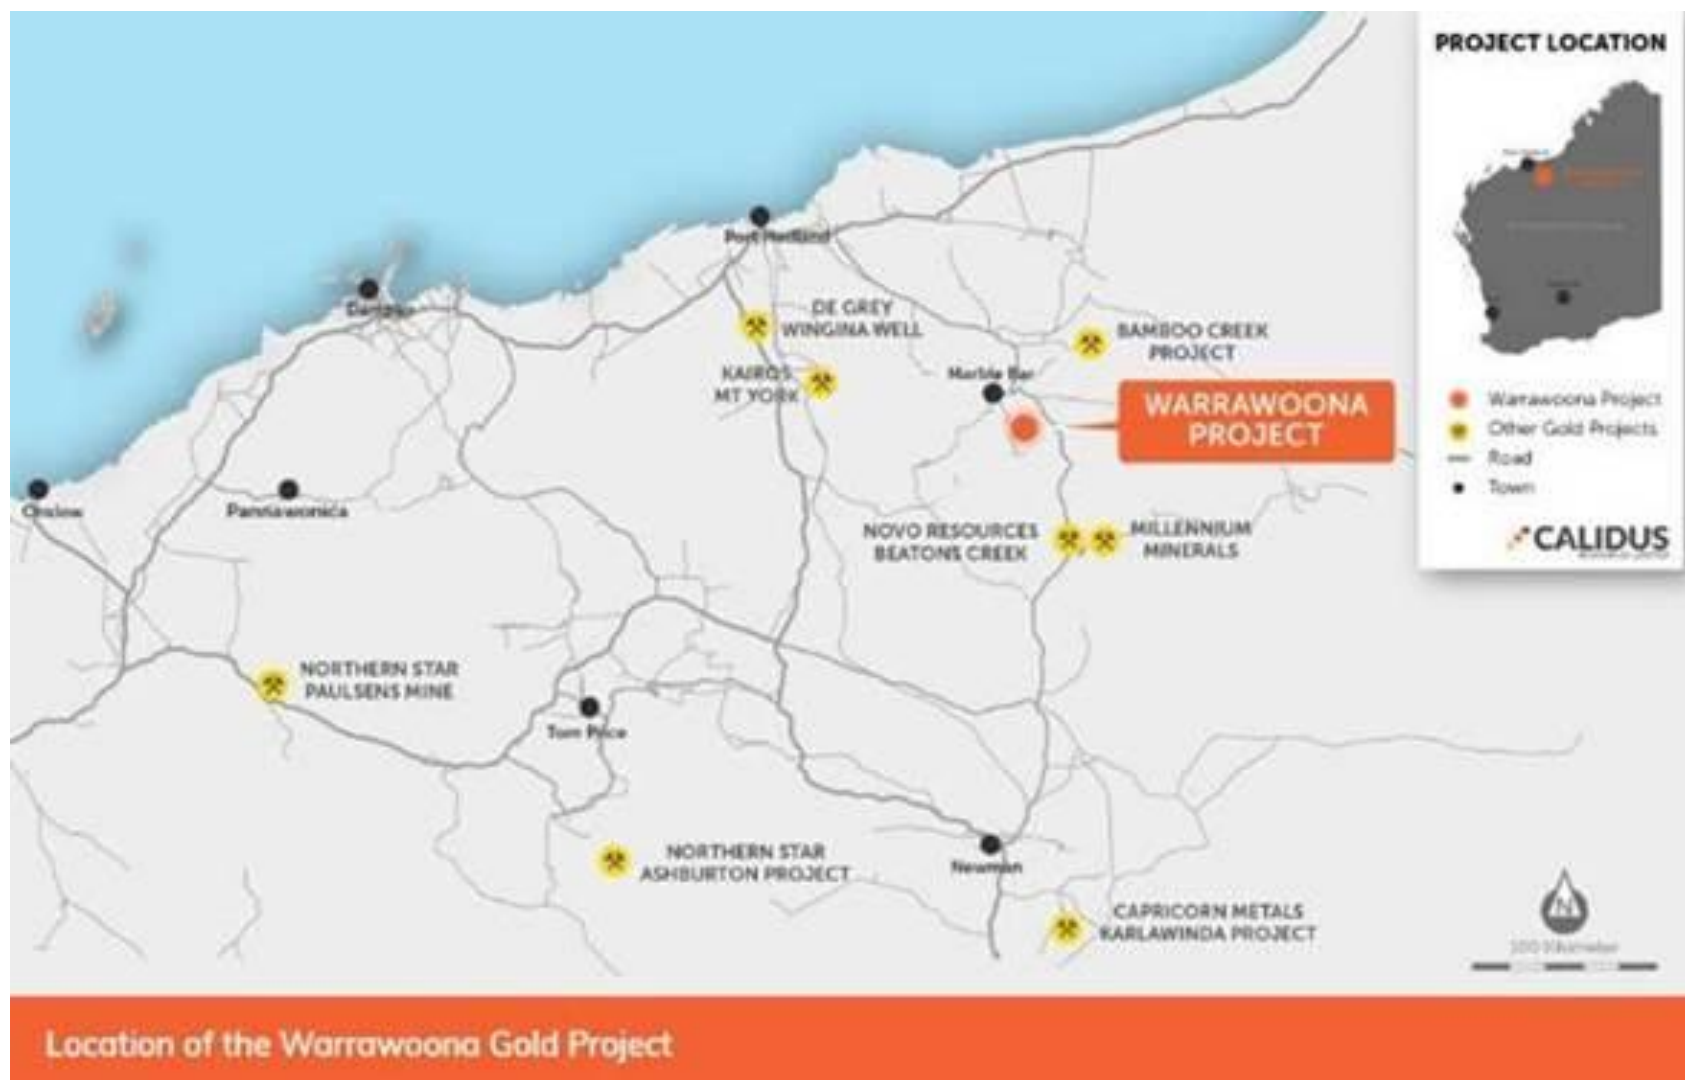 PROJECT LOCATION
Port Hedland
Dampier
DE GREY
WINGINA WELL
BAMBOO CREEK
PROJECT
KAIROS
MT YORK
Marble Bar
WARRAWOONA
PROJECT
Warrawoona Project
Other Gold Projects
Road
Town
Onslow
Pannawonica
NOVO RESOURCES
BEATONS CREEK
MILLENNIUM
MINERALS
CALIDUS
NORTHERN STAR
PAULSENS MINE
Tom Price
NORTHERN STAR
ASHBURTON PROJECT
Newman
CAPRICORN METALS
KARLAWINDA PROJECT
N
100 Kilometer
Location of the Warrawoona Gold Project